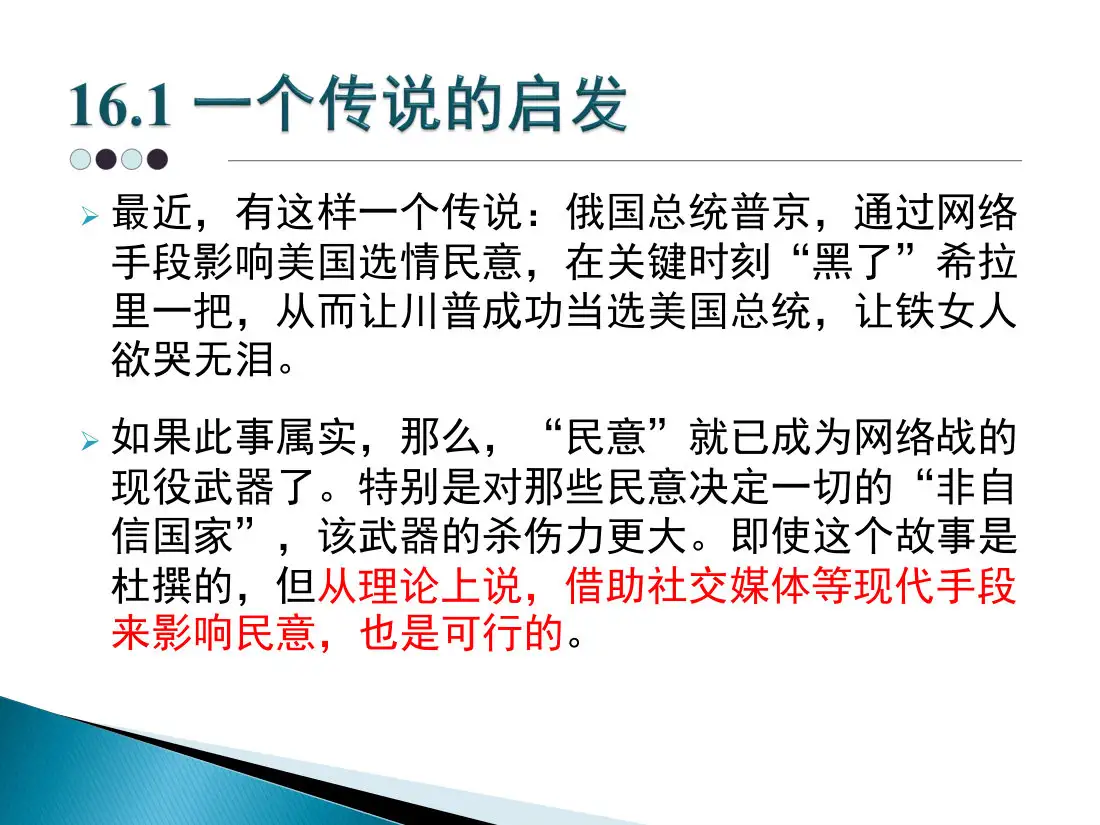 16.1 一个传说的启发
最近，有这样一个传说：俄国总统普京，通过网络
手段影响美国选情民意，在关键时刻“黑了”希拉
里一把，从而让川普成功当选美国总统，让铁女人
欲哭无泪。
如果此事属实，那么，“民意”就已成为网络战的
现役武器了。特别是对那些民意决定一切的“非自
信国家”，该武器的杀伤力更大。即使这个故事是
杜撰的，但从理论上说，借助社交媒体等现代手段
来影响民意，也是可行的。